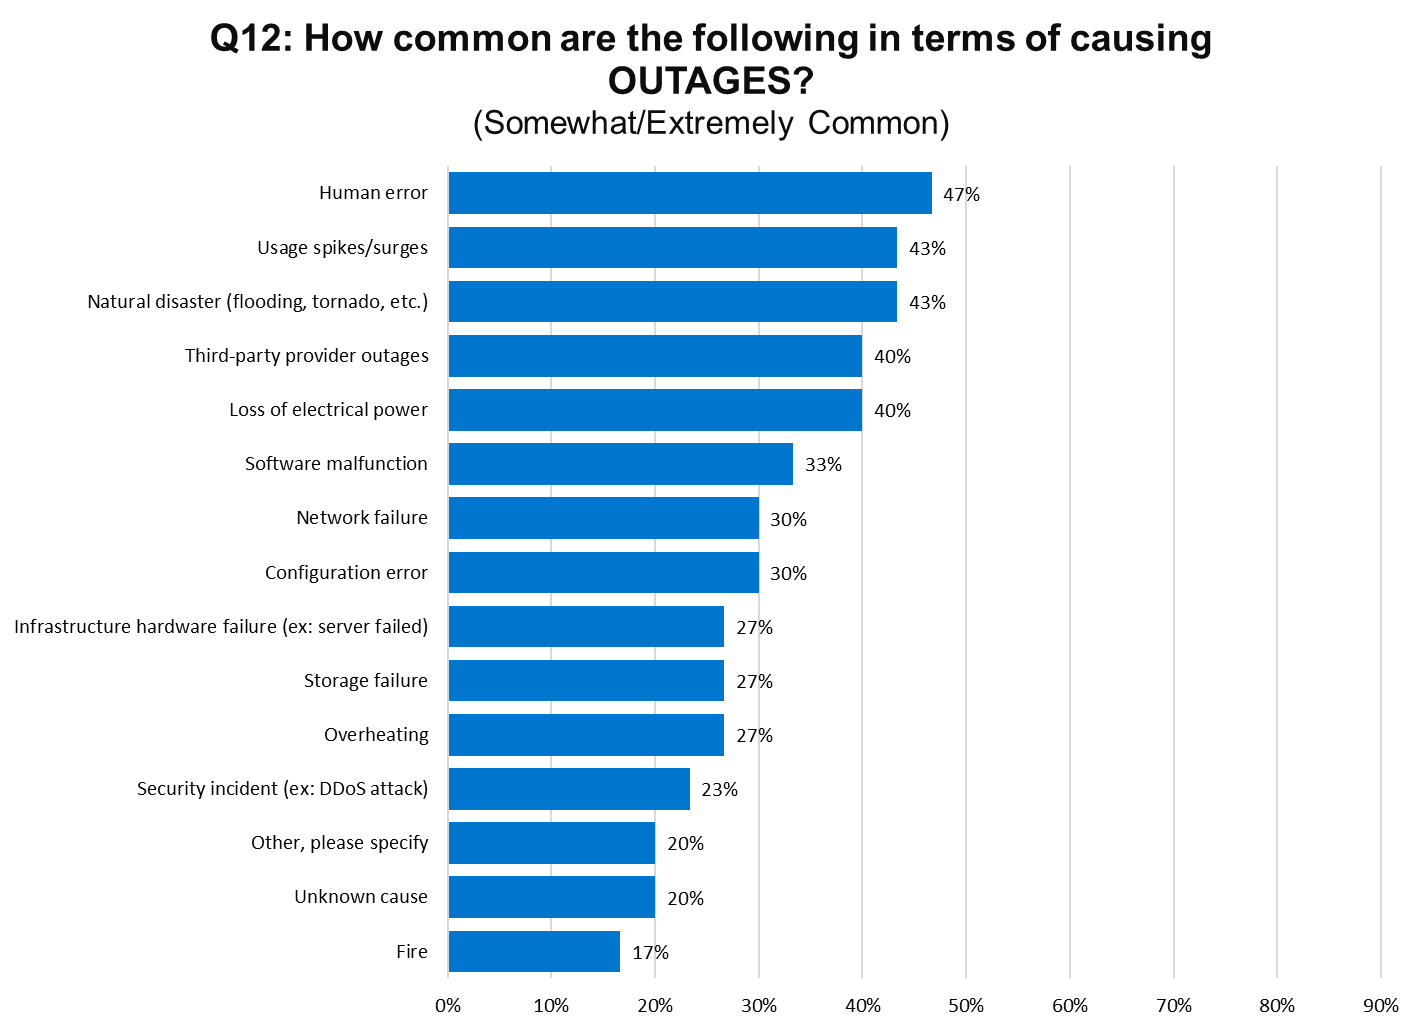 Q12: How common are the following in terms of causing
OUTAGES?
(Somewhat/Extremely Common)
Human error 47%
Usage spikes/surges 43%
Natural disaster (flooding, tornado, etc.) 43%
Third-party provider outages 40%
Loss of electrical power 40%
Software malfunction 33%
Network failure 30%
Configuration error 30%
Infrastructure hardware failure (ex: server failed) 27%
Storage failure 27%
Overheating 27%
Security incident (ex: DDoS attack) 23%
Other, please specify 20%
Unknown cause 20%
Fire 17%
0% 10% 20% 30% 40% 50% 60% 70% 80% 90%